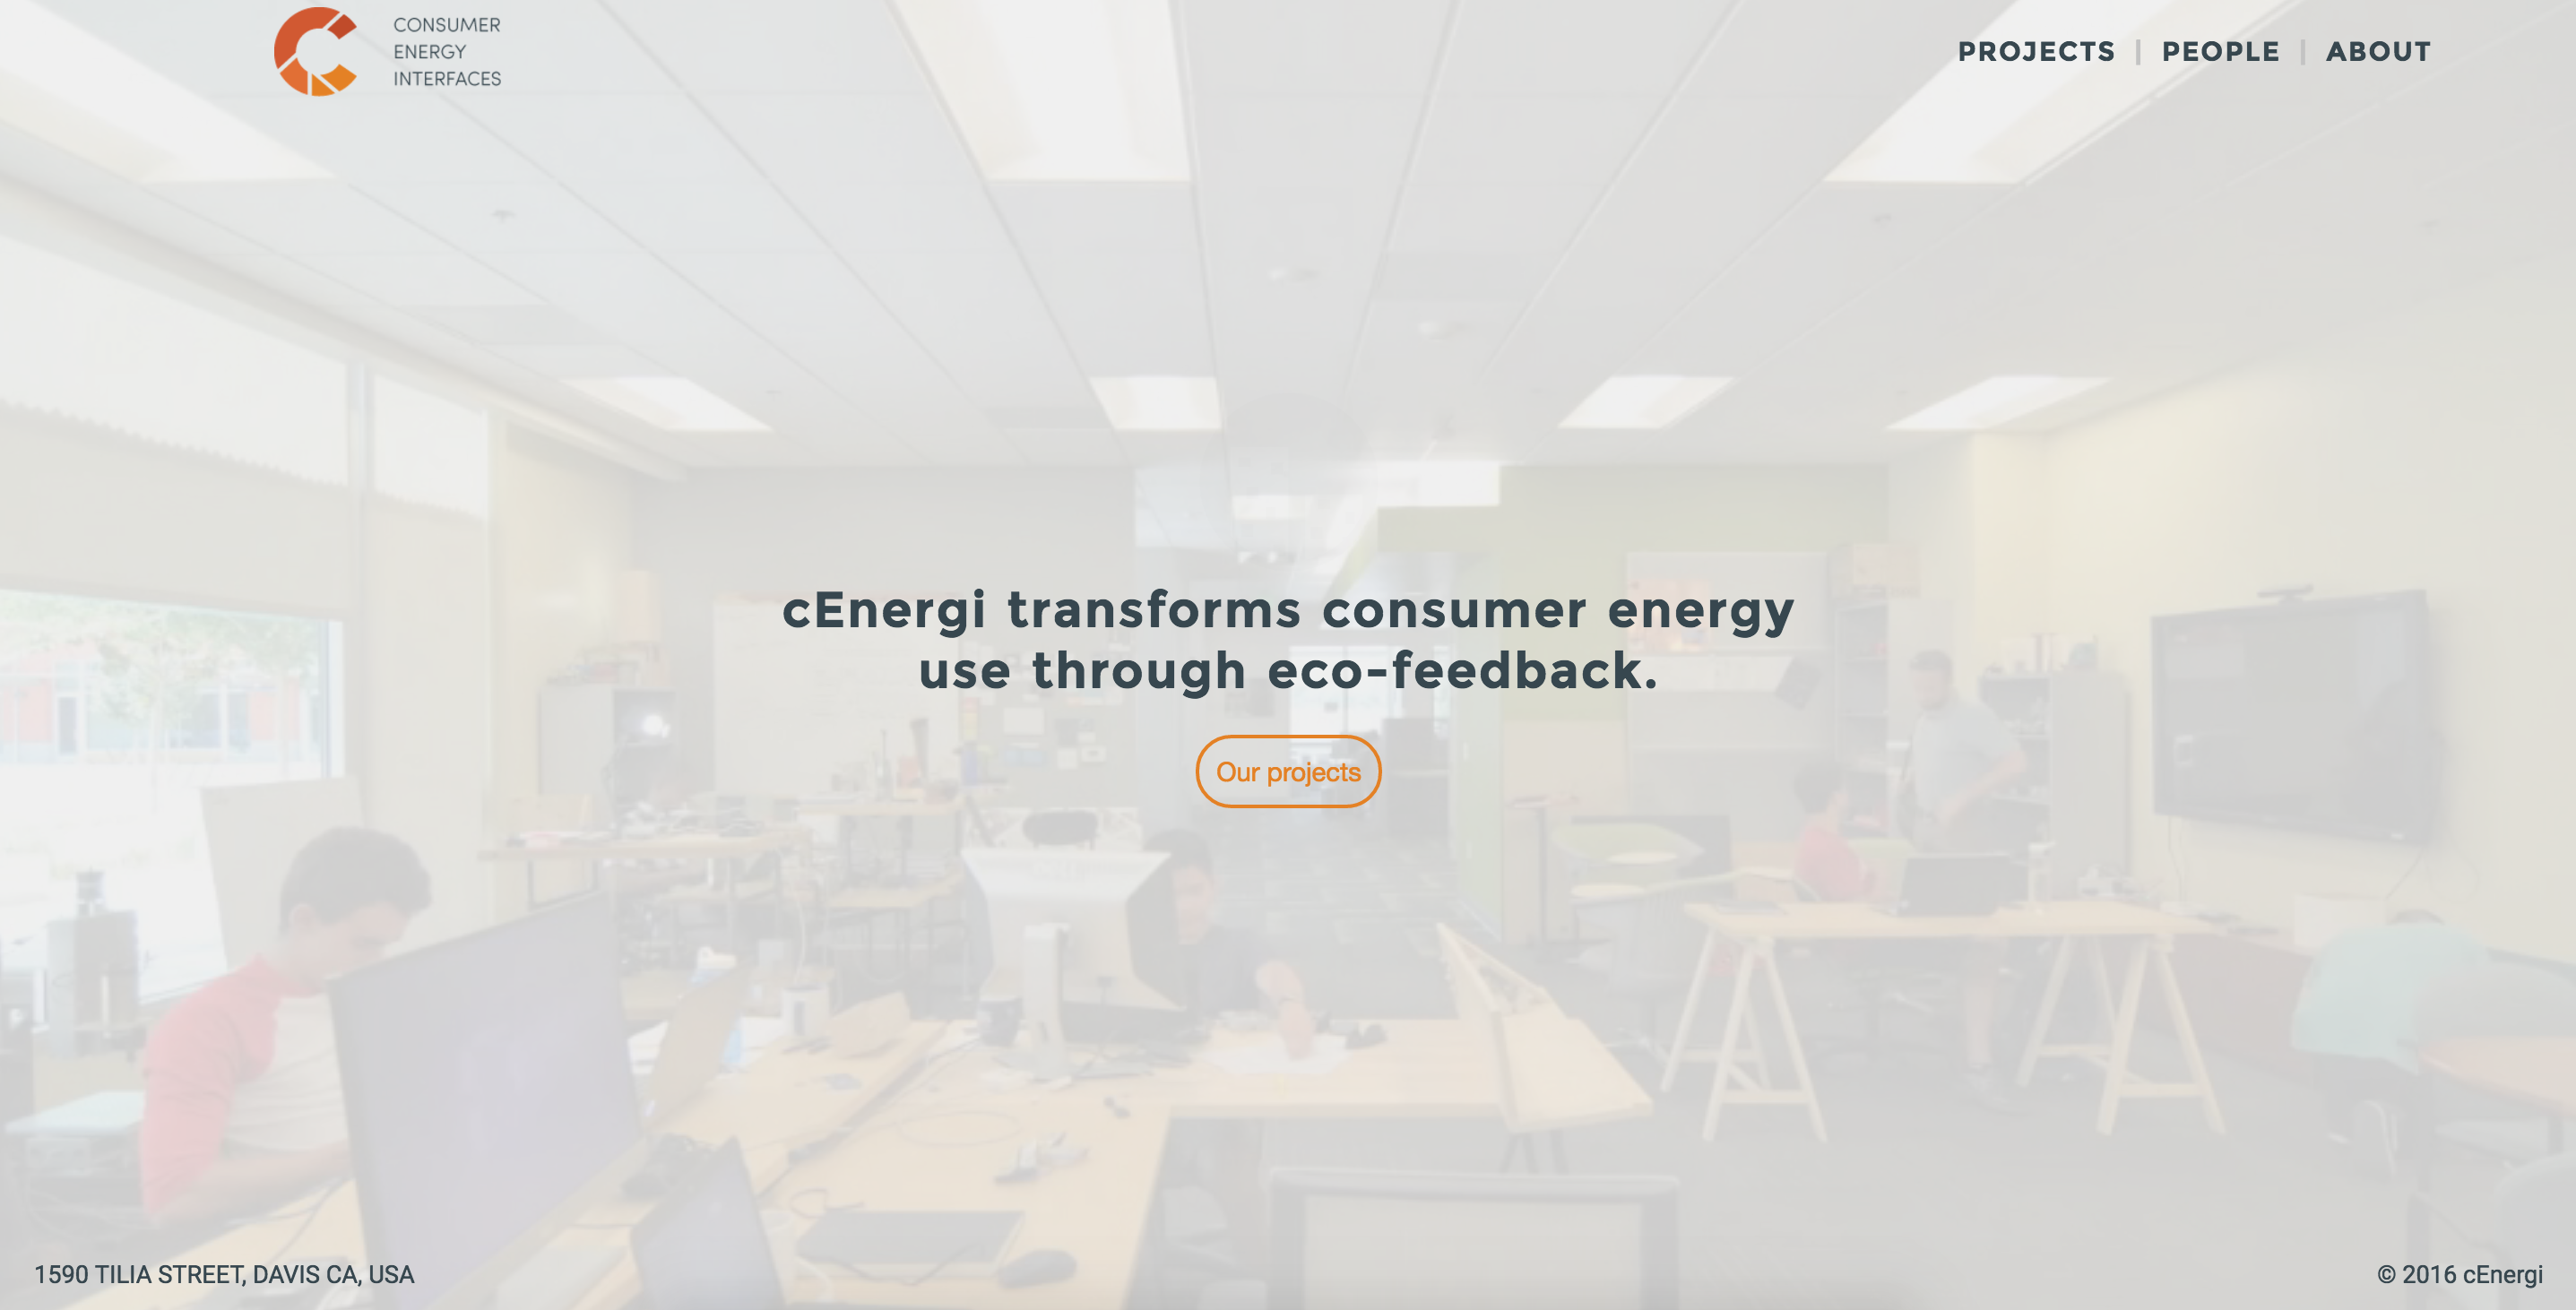 CONSUMER
ENERGY
INTERFACES
PROJECTS | PEOPLE | ABOUT
cEnergi transforms consumer energy
use through eco-feedback.
Our projects
1590 TILIA STREET, DAVIS CA, USA
© 2016 cEnergi